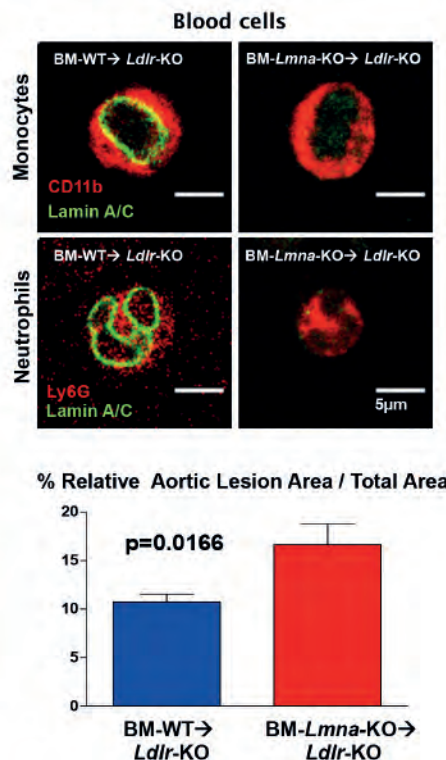 Blood cells
Monocytes
BM-WT→ Ldlr-KO
BM-Lmna-KO→ Ldlr-KO
CD11b
Lamin A/C
Neutrophils
BM-WT→ Ldlr-KO
BM-Lmna-KO→ Ldlr-KO
Ly6G
Lamin A/C
5μm
% Relative Aortic Lesion Area / Total Area
20
15
10
5
0
p=0.0166
BM-WT→
Ldlr-KO
BM-Lmna-KO→
Ldlr-KO